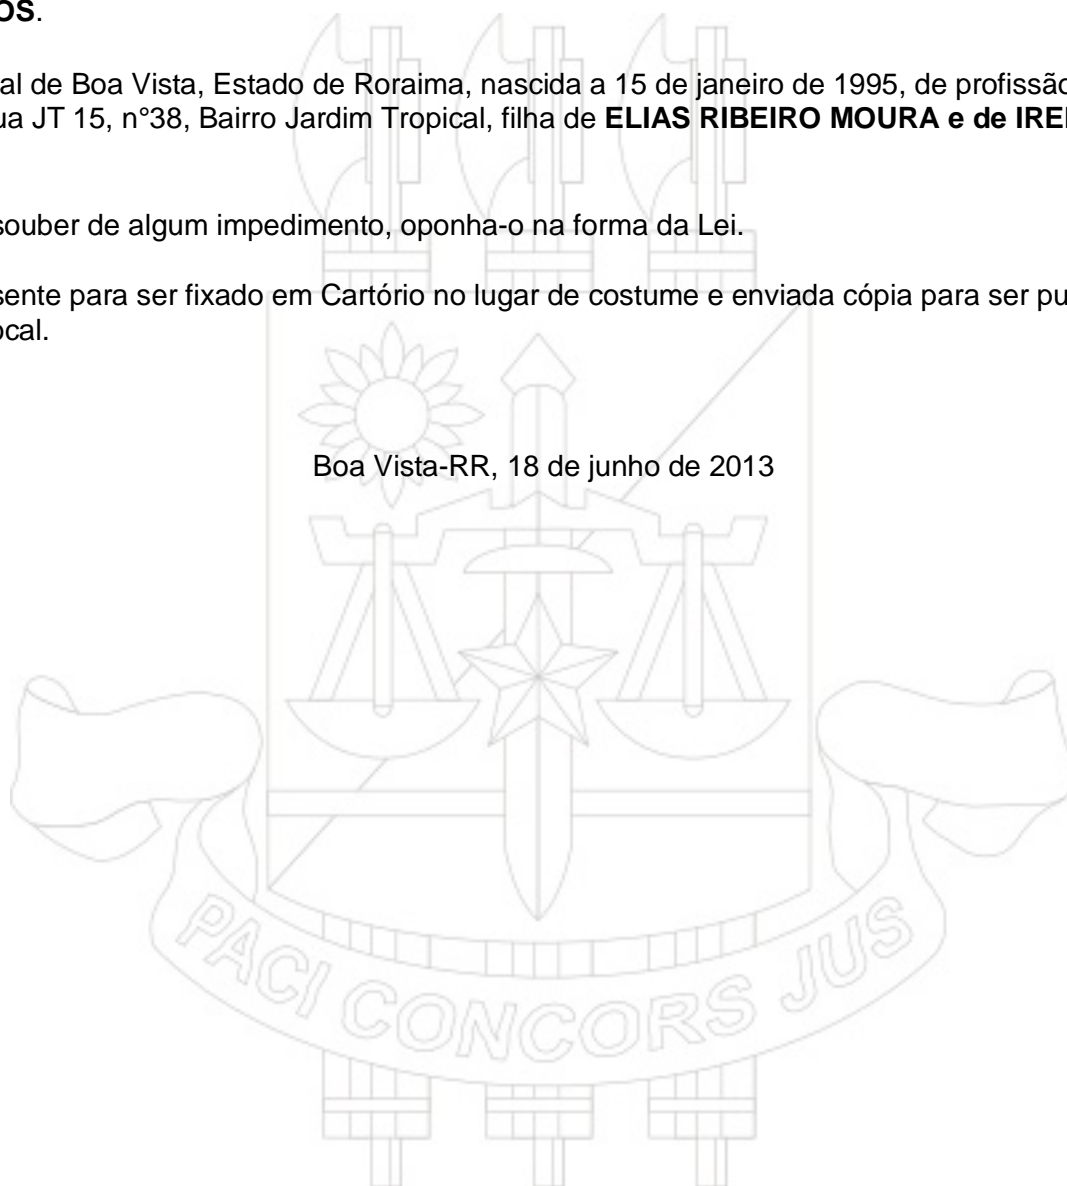 OS.
al de Boa Vista, Estado de Roraima, nascida a 15 de janeiro de 1995, de profissão
ua JT 15, n°38, Bairro Jardim Tropical, filha de ELIAS RIBEIRO MOURA e de IREN
souber de algum impedimento, oponha-o na forma da Lei.
sente para ser fixado em Cartório no lugar de costume e enviada cópia para ser pu
ocal.
Boa Vista-RR, 18 de junho de 2013
PACI CONCORS JUS